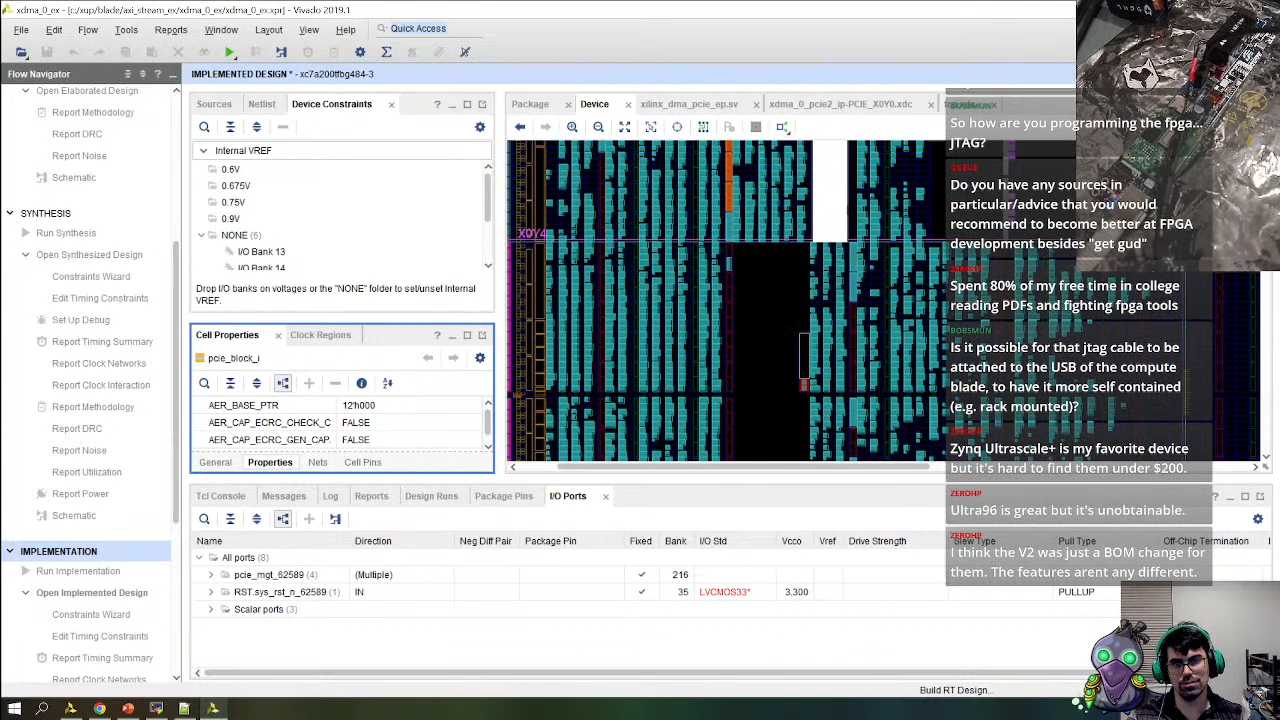 xdma_0_ex - [c:/xup/blade/axi_stream_ex/xdma_0_ex/xdma_0_ex.xpr] - Vivado 2019.1
File Edit Flow Tools Reports Window Layout View Help Quick Access
Flow Navigator
IMPLEMENTED DESIGN * - xc7a200tfbg484-3
Open Elaborated Design
Report Methodology
Report DRC
Report Noise
Schematic
SYNTHESIS
Run Synthesis
Open Synthesized Design
Constraints Wizard
Edit Timing Constraints
Set Up Debug
Report Timing Summary
Report Clock Networks
Report Clock Interaction
Report Methodology
Report DRC
Report Noise
Report Utilization
Report Power
Schematic
IMPLEMENTATION
Run Implementation
Open Implemented Design
Constraints Wizard
Edit Timing Constraints
Report Timing Summary
Report Clock Networks
Sources Netlist Device Constraints
Internal VREF
0.6V
0.675V
0.75V
0.9V
NONE (6)
I/O Bank 13
I/O Bank 14
Drop I/O banks on voltages or the "NONE" folder to set/unset Internal
VREF.
Cell Properties Clock Regions
pcie_block_i
AER_BASE_PTR 12'h000
AER_CAP_ECRC_CHECK_C FALSE
AER_CAP_ECRC_GEN_CAP. FALSE
General Properties Nets Cell Pins
Package Device xilinx_dma_pcie_ep.sv xdma_0_pcie2_ip-PCIE_X0Y0.xdc
X0Y4
Tcl Console Messages Log Reports Design Runs Package Pins I/O Ports
Name Direction Neg Diff Pair Package Pin Fixed Bank I/O Std Vcco Vref Drive Strength Slew Type Pull Type Off-Chip Termination
All ports (8)
pcie_mgt_62589 (4) (Multiple) 216
RST.sys_rst_n_62589 (1) IN 35 LVCMOS33* 3.300 PULLUP
Scalar ports (3)
Build RT Design...
BOBSMUN
So how are you programming the fpga...
JTAG?
Do you have any sources in
particular/advice that you would
recommend to become better at FPGA
development besides "get gud"
ZEROHP
Spent 80% of my free time in college
reading PDFs and fighting fpga tools
BOBSMUN
Is it possible for that jtag cable to be
attached to the USB of the compute
blade, to have it more self contained
(e.g. rack mounted)?
ZEROHP
Zynq Ultrascale+ is my favorite device
but it's hard to find them under $200.
ZEROHP
Ultra96 is great but it's unobtainable.
ZEROHP
I think the V2 was just a BOM change for
them. The features arent any different.